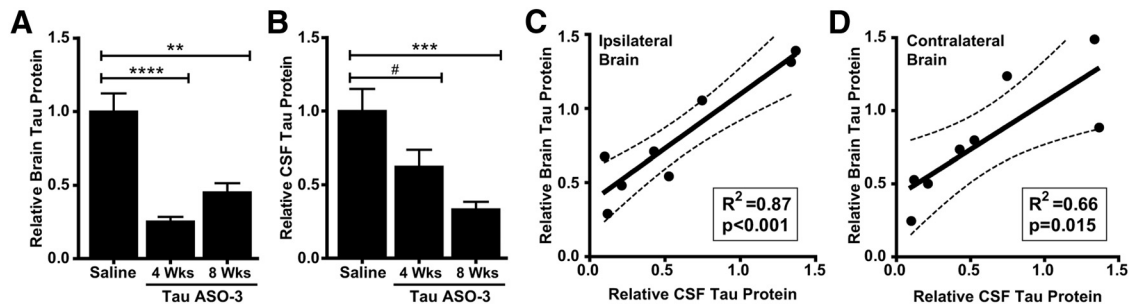 A
Relative Brain Tau Protein
1.5
1.0
0.5
0.0
**
****
Saline
4 Wks
8 Wks
Tau ASO-3
B
Relative CSF Tau Protein
1.5
1.0
0.5
0.0
***
#
Saline
4 Wks
8 Wks
Tau ASO-3
C
Relative Brain Tau Protein
1.5
1.0
0.5
0.0
Ipsilateral
Brain
R²=0.87
p<0.001
0.0
0.5
1.0
1.5
Relative CSF Tau Protein
D
Relative Brain Tau Protein
1.5
1.0
0.5
0.0
Contralateral
Brain
R²=0.66
p=0.015
0.0
0.5
1.0
1.5
Relative CSF Tau Protein